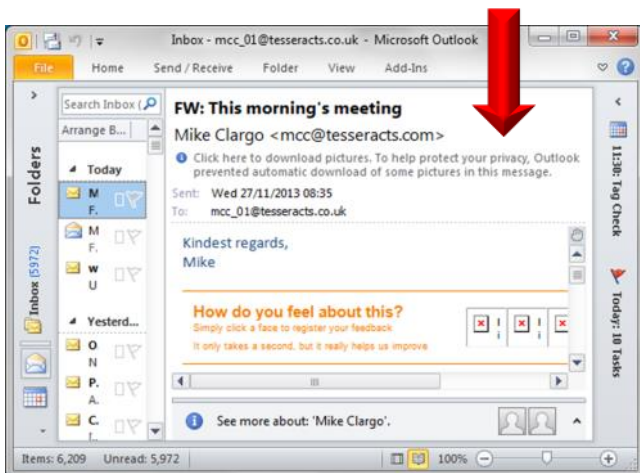 Inbox - mcc_01@tesseracts.co.uk - Microsoft Outlook
File Home Send / Receive Folder View Add-Ins
Folders
Inbox (5972)
Search Inbox (
Arrange B...
Today
M
F.
M
F.
w
U
Yesterd...
O
N
P.
A.
C.
FW: This morning's meeting
Mike Clargo <mcc@tesseracts.com>
Click here to download pictures. To help protect your privacy, Outlook
prevented automatic download of some pictures in this message.
Sent: Wed 27/11/2013 08:35
To: mcc_01@tesseracts.co.uk
Kindest regards,
Mike
How do you feel about this?
Simply click a face to register your feedback
It only takes a second, but it really helps us improve
See more about: 'Mike Clargo'.
11:30: Tag Check
Today: 10 Tasks
Items: 6,209 Unread: 5,972 100%